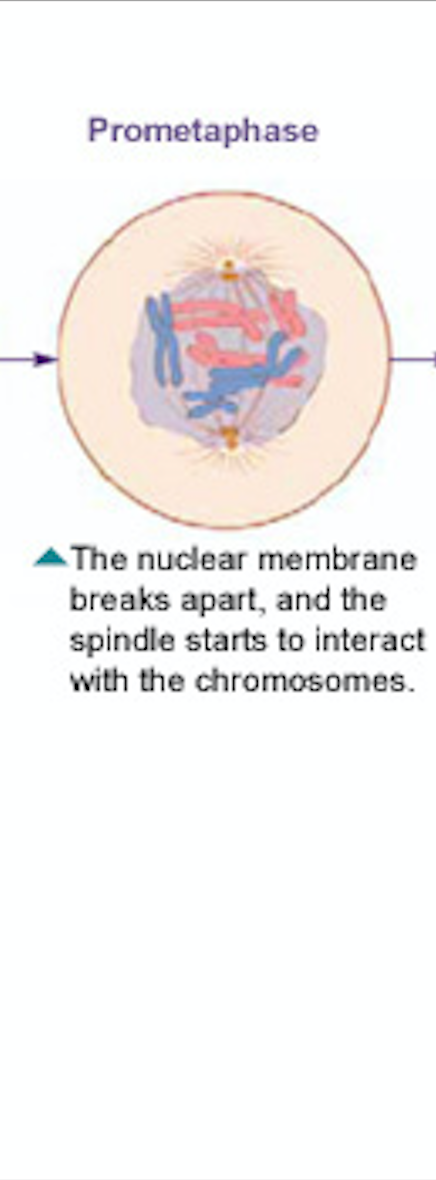 Prometaphase
The nuclear membrane
breaks apart, and the
spindle starts to interact
with the chromosomes.